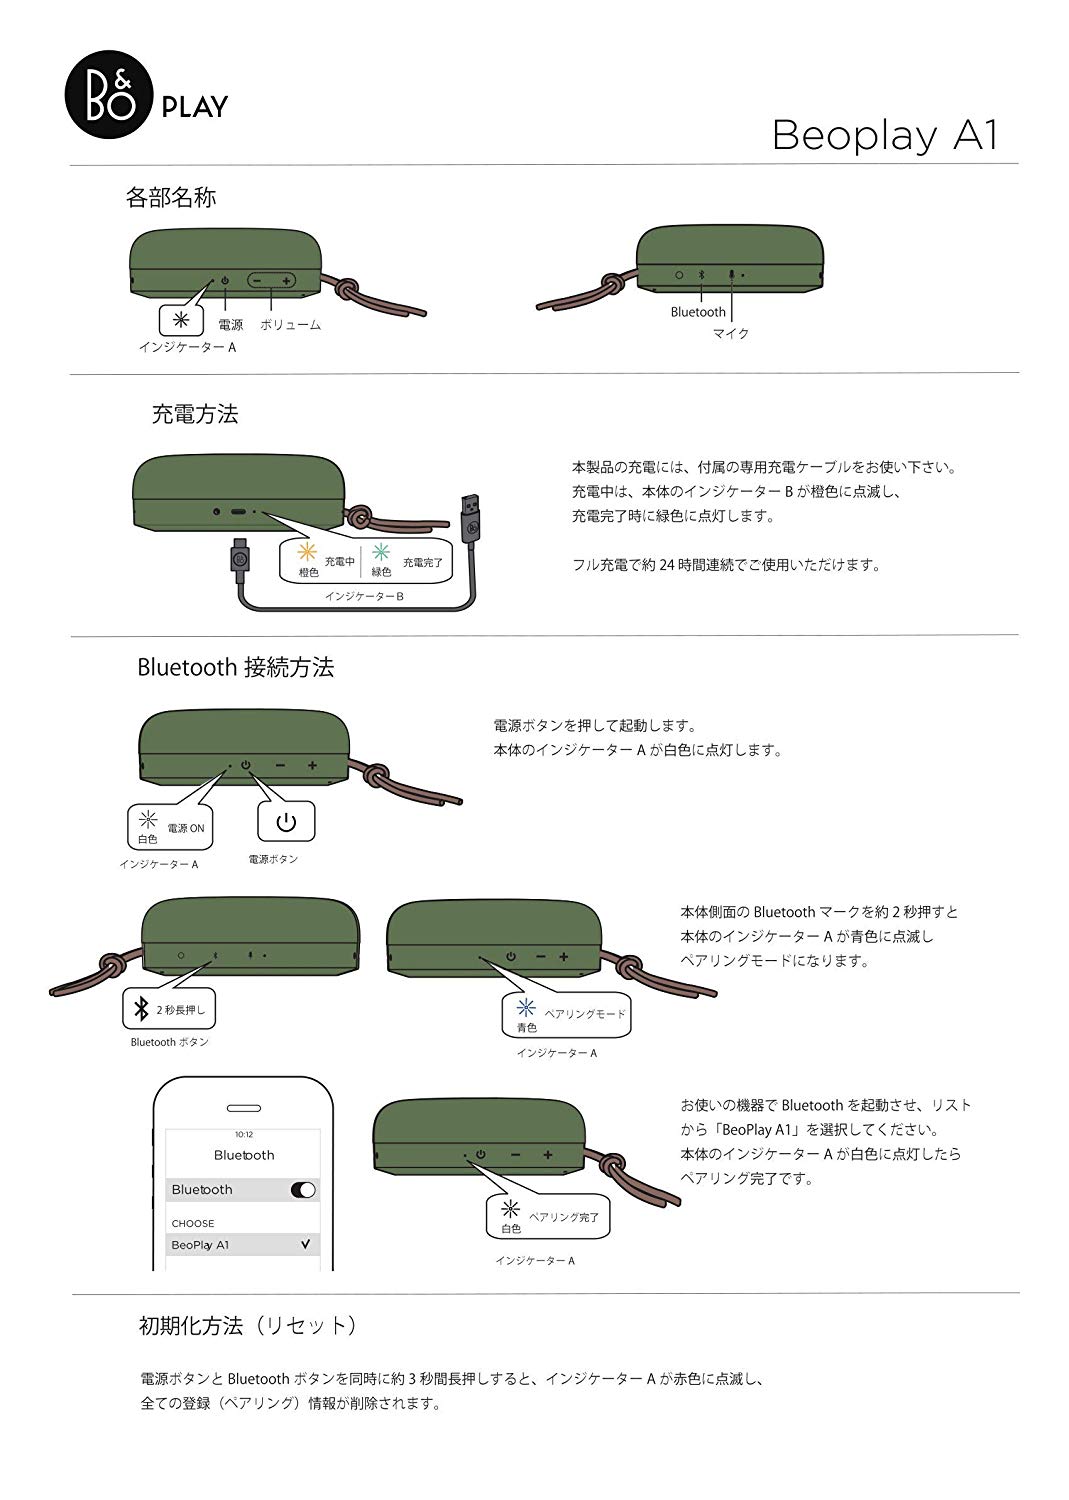 B&O PLAY
Beoplay A1
各部名称
電源
ボリューム
インジケーター A
Bluetooth
マイク
充電方法
本製品の充電には、付属の専用充電ケーブルをお使い下さい。
充電中は、本体のインジケーター B が橙色に点滅し、
充電完了時に緑色に点灯します。
フル充電で約 24 時間連続でご使用いただけます。
橙色
充電中
緑色
充電完了
インジケーターB
Bluetooth 接続方法
電源ボタンを押して起動します。
本体のインジケーター A が白色に点灯します。
白色
電源 ON
インジケーター A
電源ボタン
本体側面の Bluetooth マークを約 2 秒押すと
本体のインジケーター A が青色に点滅し
ペアリングモードになります。
2 秒長押し
Bluetooth ボタン
青色
ペアリングモード
インジケーター A
10:12
Bluetooth
Bluetooth
CHOOSE
BeoPlay A1
お使いの機器で Bluetooth を起動させ、リスト
から「BeoPlay A1」を選択してください。
本体のインジケーター A が白色に点灯したら
ペアリング完了です。
白色
ペアリング完了
インジケーター A
初期化方法（リセット）
電源ボタンと Bluetooth ボタンを同時に約 3 秒間長押しすると、インジケーター A が赤色に点滅し、
全ての登録（ペアリング）情報が削除されます。